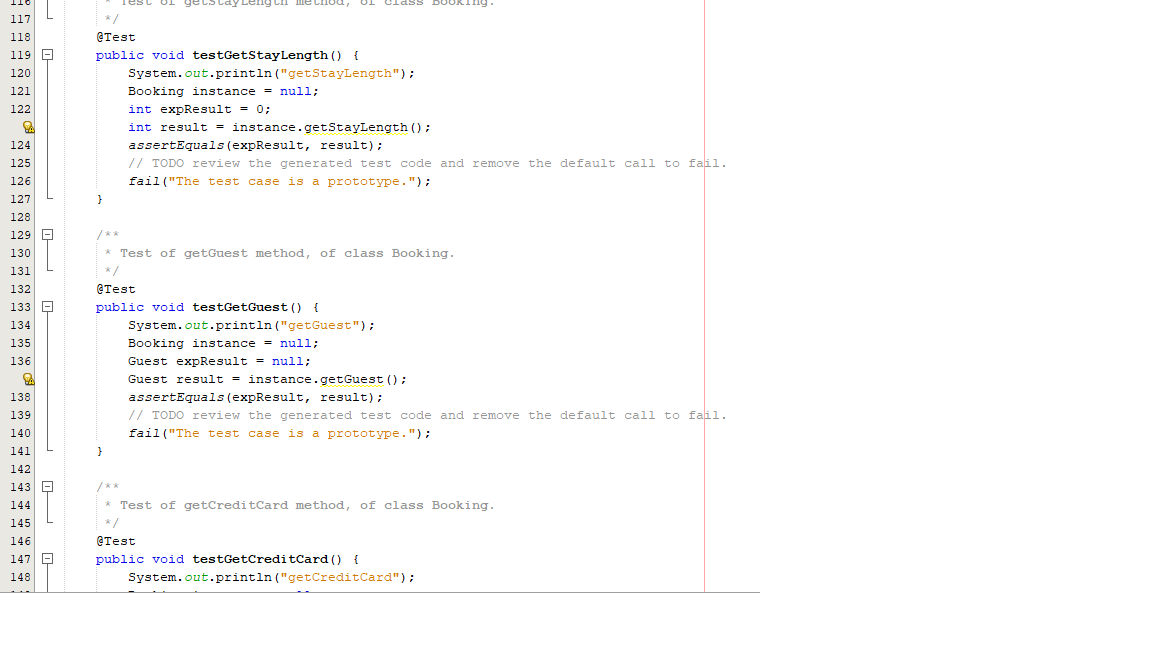 116 * Test of getStayLength method, of class Booking.
117 */
118 @Test
119 public void testGetStayLength() {
120 System.out.println("getStayLength");
121 Booking instance = null;
122 int expResult = 0;
int result = instance.getStayLength();
124 assertEquals(expResult, result);
125 // TODO review the generated test code and remove the default call to fail.
126 fail("The test case is a prototype.");
127 }
128
129 /**
130 * Test of getGuest method, of class Booking.
131 */
132 @Test
133 public void testGetGuest() {
134 System.out.println("getGuest");
135 Booking instance = null;
136 Guest expResult = null;
Guest result = instance.getGuest();
138 assertEquals(expResult, result);
139 // TODO review the generated test code and remove the default call to fail.
140 fail("The test case is a prototype.");
141 }
142
143 /**
144 * Test of getCreditCard method, of class Booking.
145 */
146 @Test
147 public void testGetCreditCard() {
148 System.out.println("getCreditCard");